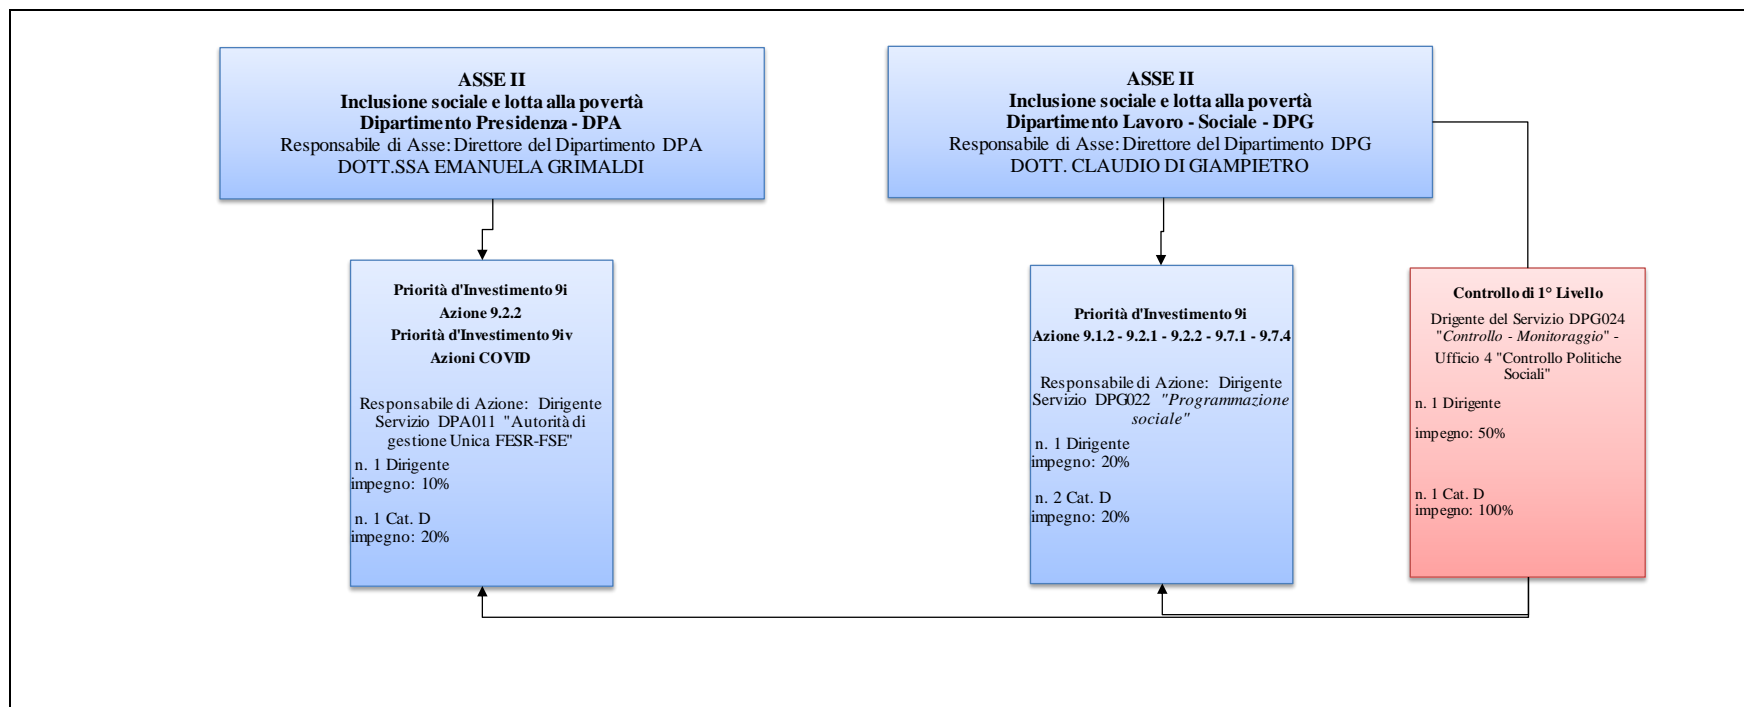 ASSE II
Inclusione sociale e lotta alla povertà
Dipartimento Presidenza - DPA
Responsabile di Asse: Direttore del Dipartimento DPA
DOTT.SSA EMANUELA GRIMALDI
ASSE II
Inclusione sociale e lotta alla povertà
Dipartimento Lavoro - Sociale - DPG
Responsabile di Asse: Direttore del Dipartimento DPG
DOTT. CLAUDIO DI GIAMPIETRO
Priorità d'Investimento 9i
Azione 9.2.2
Priorità d'Investimento 9iv
Azioni COVID
Responsabile di Azione: Dirigente
Servizio DPA011 "Autorità di
gestione Unica FESR-FSE"
n. 1 Dirigente
impegno: 10%
n. 1 Cat. D
impegno: 20%
Priorità d'Investimento 9i
Azione 9.1.2 - 9.2.1 - 9.2.2 - 9.7.1 - 9.7.4
Responsabile di Azione: Dirigente
Servizio DPG022 "Programmazione
sociale"
n. 1 Dirigente
impegno: 20%
n. 2 Cat. D
impegno: 20%
Controllo di 1° Livello
Drigente del Servizio DPG024
"Controllo - Monitoraggio" -
Ufficio 4 "Controllo Politiche
Sociali"
n. 1 Dirigente
impegno: 50%
n. 1 Cat. D
impegno: 100%